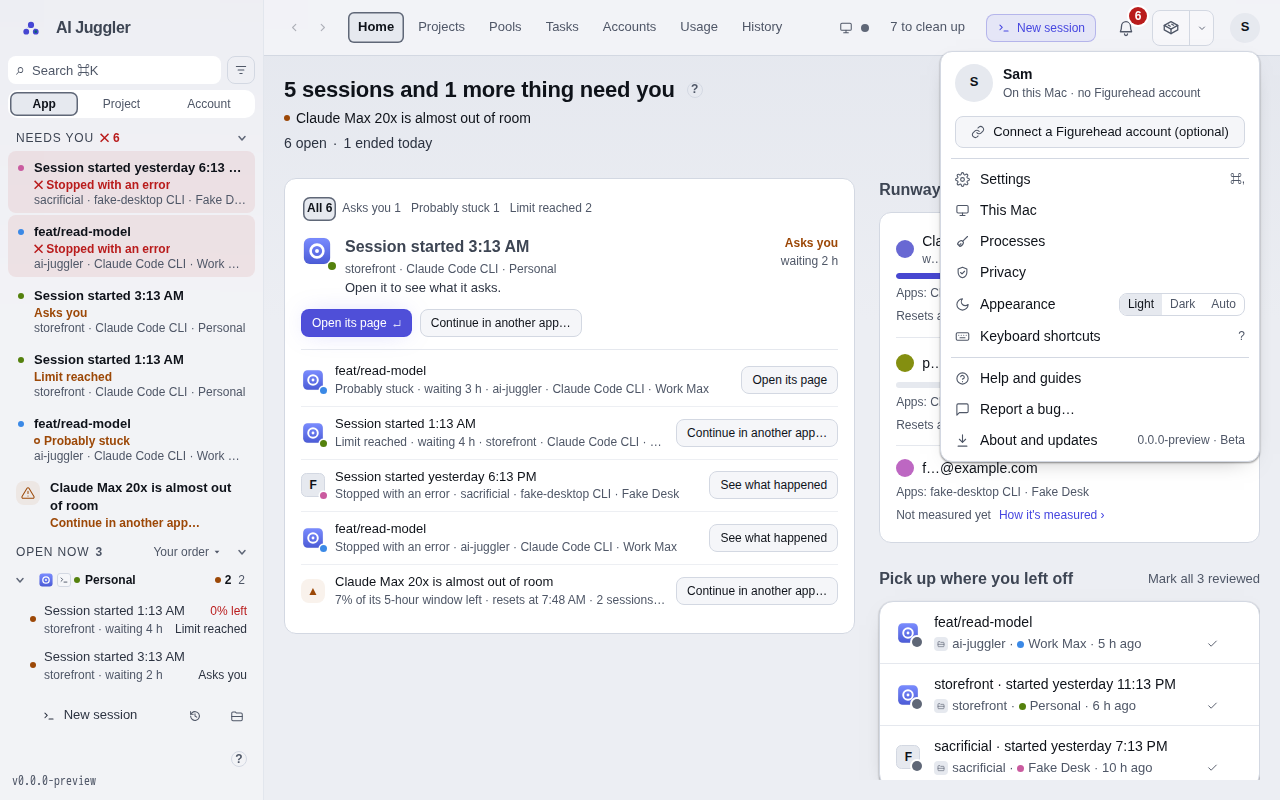 AI Juggler
Search ⌘K
App
Project
Account
NEEDS YOU 6
Session started yesterday 6:13 …
Stopped with an error
sacrificial · fake-desktop CLI · Fake D…
feat/read-model
Stopped with an error
ai-juggler · Claude Code CLI · Work …
Session started 3:13 AM
Asks you
storefront · Claude Code CLI · Personal
Session started 1:13 AM
Limit reached
storefront · Claude Code CLI · Personal
feat/read-model
Probably stuck
ai-juggler · Claude Code CLI · Work …
Claude Max 20x is almost out
of room
Continue in another app…
OPEN NOW 3
Your order
Personal
2 2
Session started 1:13 AM
0% left
storefront · waiting 4 h
Limit reached
Session started 3:13 AM
storefront · waiting 2 h
Asks you
New session
?
v0.0.0-preview
Home
Projects
Pools
Tasks
Accounts
Usage
History
7 to clean up
New session
6
S
5 sessions and 1 more thing need you
?
Claude Max 20x is almost out of room
6 open · 1 ended today
All 6
Asks you 1
Probably stuck 1
Limit reached 2
Session started 3:13 AM
Asks you
storefront · Claude Code CLI · Personal
waiting 2 h
Open it to see what it asks.
Open its page
Continue in another app…
feat/read-model
Probably stuck · waiting 3 h · ai-juggler · Claude Code CLI · Work Max
Open its page
Session started 1:13 AM
Limit reached · waiting 4 h · storefront · Claude Code CLI · …
Continue in another app…
F
Session started yesterday 6:13 PM
Stopped with an error · sacrificial · fake-desktop CLI · Fake Desk
See what happened
feat/read-model
Stopped with an error · ai-juggler · Claude Code CLI · Work Max
See what happened
Claude Max 20x is almost out of room
7% of its 5-hour window left · resets at 7:48 AM · 2 sessions…
Continue in another app…
S
Sam
On this Mac · no Figurehead account
Connect a Figurehead account (optional)
Settings
⌘,
This Mac
Processes
Privacy
Appearance
Light
Dark
Auto
Keyboard shortcuts
?
Help and guides
Report a bug…
About and updates
0.0.0-preview · Beta
Runway
w…
Apps:
Resets
p…
Apps:
Resets
f…@example.com
Apps: fake-desktop CLI · Fake Desk
Not measured yet
How it's measured ›
Pick up where you left off
Mark all 3 reviewed
feat/read-model
ai-juggler · Work Max · 5 h ago
storefront · started yesterday 11:13 PM
storefront · Personal · 6 h ago
F
sacrificial · started yesterday 7:13 PM
sacrificial · Fake Desk · 10 h ago